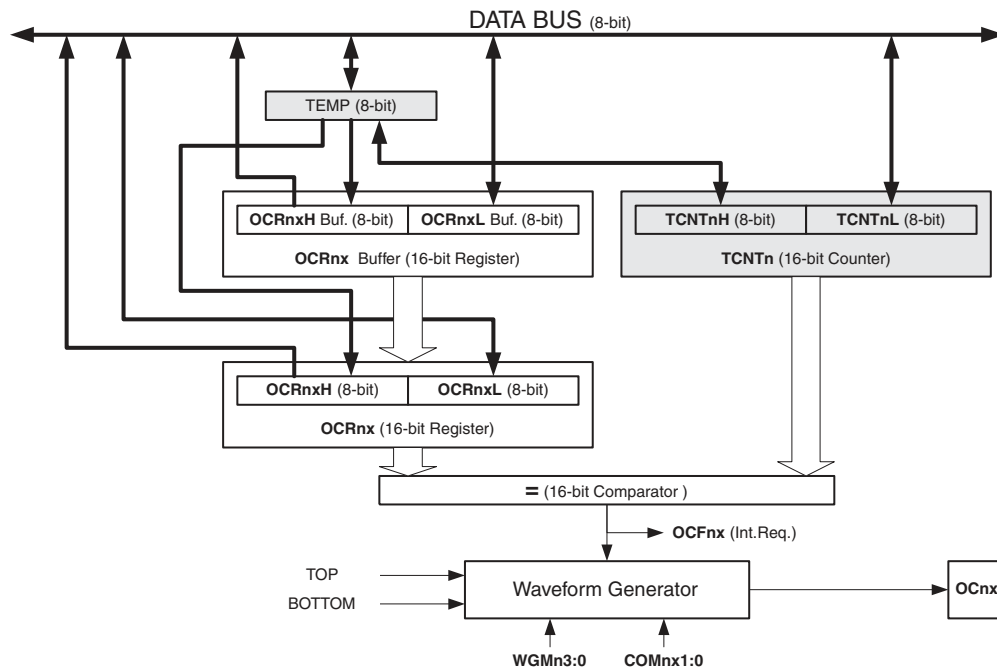 DATA BUS (8-bit)
TEMP (8-bit)
OCRnxH Buf. (8-bit) OCRnxL Buf. (8-bit)
OCRnx Buffer (16-bit Register)
TCNTnH (8-bit) TCNTnL (8-bit)
TCNTn (16-bit Counter)
OCRnxH (8-bit) OCRnxL (8-bit)
OCRnx (16-bit Register)
= (16-bit Comparator )
OCFnx (Int.Req.)
TOP
BOTTOM
Waveform Generator
OCnx
WGMn3:0 COMnx1:0